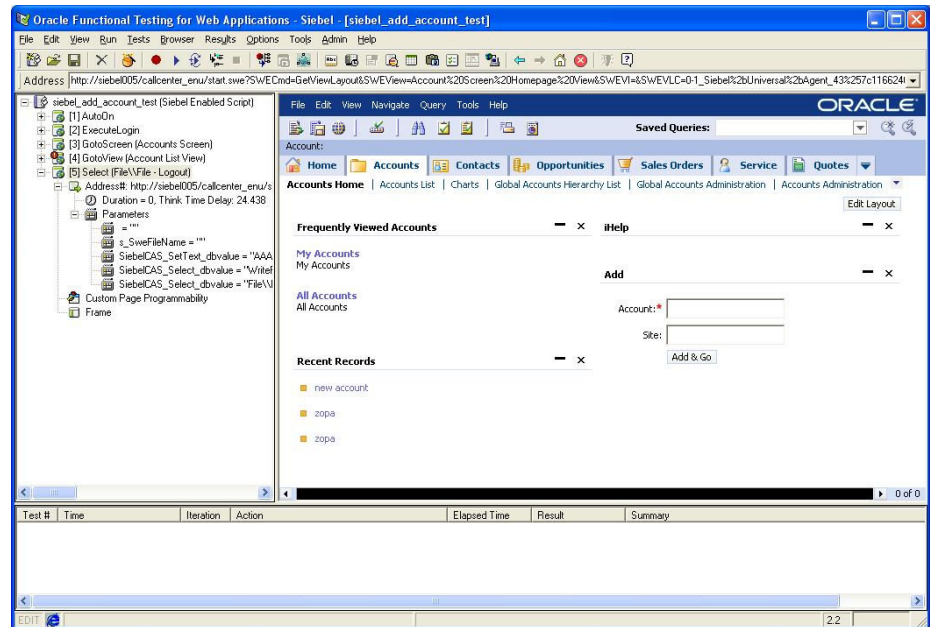 Oracle Functional Testing for Web Applications - Siebel - [siebel_add_account_test]
File Edit View Run Tests Browser Results Options Tools Admin Help
Address http://siebel005/callcenter_enu/start.swe?SWECmd=GetViewLayout&SWEView=Account%20Screen%20Homepage%20View&SWEVI=&SWEVLC=0-1_Siebel%2bUniversal%2bAgent_43%257c1166246
siebel_add_account_test (Siebel Enabled Script)
[1] AutoOn
[2] ExecuteLogin
[3] GotoScreen (Accounts Screen)
[4] GotoView (Account List View)
[5] Select (File\\File - Logout)
Address#: http://siebel005/callcenter_enu/s
Duration = 0, Think Time Delay: 24.438
Parameters
= ""
s_SweFileName = ""
SiebelCAS_SetText_dbvalue = "AAA
SiebelCAS_Select_dbvalue = "Writef
SiebelCAS_Select_dbvalue = "File\\I
Custom Page Programmability
Frame
File Edit View Navigate Query Tools Help
ORACLE
Saved Queries:
Account:
Home Accounts Contacts Opportunities Sales Orders Service Quotes
Accounts Home | Accounts List | Charts | Global Accounts Hierarchy List | Global Accounts Administration | Accounts Administration
Edit Layout
Frequently Viewed Accounts
My Accounts
My Accounts
All Accounts
All Accounts
Recent Records
new account
zopa
zopa
iHelp
Add
Account:*
Site:
Add & Go
0 of 0
Test # Time Iteration Action Elapsed Time Result Summary
EDIT 2.2